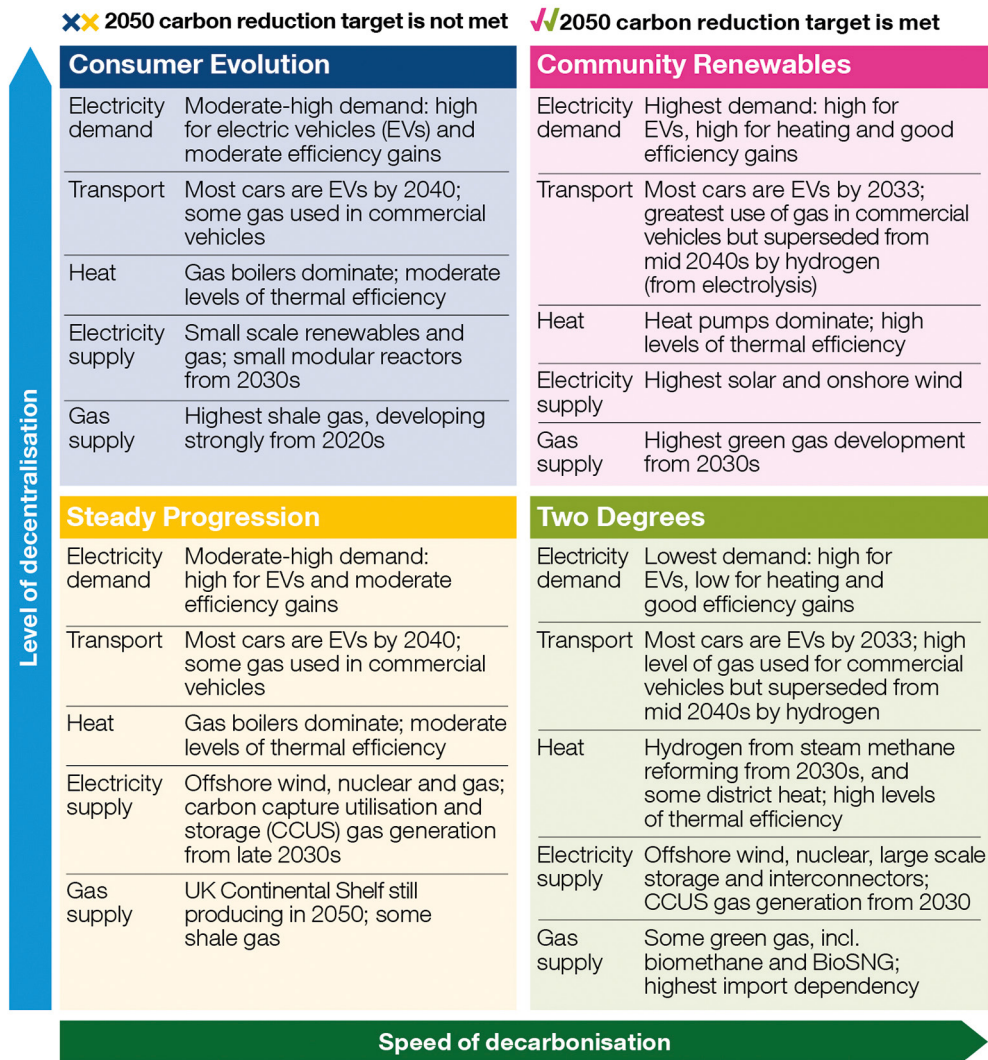 2050 carbon reduction target is not met
2050 carbon reduction target is met
Level of decentralisation
Consumer Evolution
Electricity demand
Moderate-high demand: high
for electric vehicles (EVs) and
moderate efficiency gains
Transport
Most cars are EVs by 2040;
some gas used in commercial
vehicles
Heat
Gas boilers dominate; moderate
levels of thermal efficiency
Electricity
supply
Small scale renewables and
gas; small modular reactors
from 2030s
Gas
supply
Highest shale gas, developing
strongly from 2020s
Community Renewables
Electricity
demand
Highest demand: high for
EVs, high for heating and good
efficiency gains
Transport
Most cars are EVs by 2033;
greatest use of gas in commercial
vehicles but superseded from
mid 2040s by hydrogen
(from electrolysis)
Heat
Heat pumps dominate; high
levels of thermal efficiency
Electricity
supply
Highest solar and onshore wind
Gas
supply
Highest green gas development
from 2030s
Steady Progression
Electricity
demand
Moderate-high demand:
high for EVs and moderate
efficiency gains
Transport
Most cars are EVs by 2040;
some gas used in commercial
vehicles
Heat
Gas boilers dominate; moderate
levels of thermal efficiency
Electricity
supply
Offshore wind, nuclear and gas;
carbon capture utilisation and
storage (CCUS) gas generation
from late 2030s
Gas
supply
UK Continental Shelf still
producing in 2050; some
shale gas
Two Degrees
Electricity
demand
Lowest demand: high for
EVs, low for heating and
good efficiency gains
Transport
Most cars are EVs by 2033; high
level of gas used for commercial
vehicles but superseded from
mid 2040s by hydrogen
Heat
Hydrogen from steam methane
reforming from 2030s, and
some district heat; high levels
of thermal efficiency
Electricity
supply
Offshore wind, nuclear, large scale
storage and interconnectors;
CCUS gas generation from 2030
Gas
supply
Some green gas, incl.
biomethane and BioSNG;
highest import dependency
Speed of decarbonisation